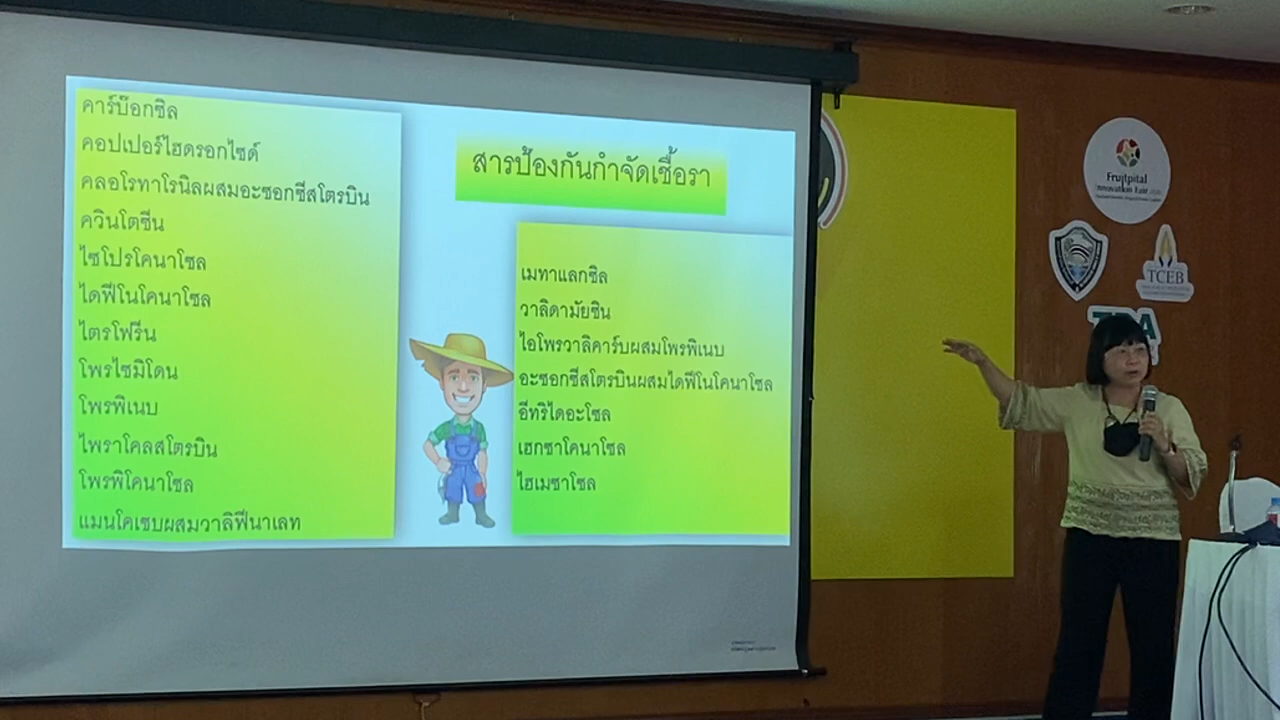 คาร์บ๊อกซิล
คอปเปอร์ไฮดรอกไซด์
คลอโรทาโรนิลผสมอะซอกซีสโตรบิน
ควินโตซีน
ไซโปรโคนาโซล
ไดฟีโนโคนาโซล
ไตรโฟรีน
โพรไซมิโดน
โพรพิเนบ
ไพราโคลสโตรบิน
โพรพิโคนาโซล
แมนโคเซบผสมวาลิฟีนาเลท
สารป้องกันกำจัดเชื้อรา
เมทาแลกซิล
วาลิดามัยซิน
ไอโพรวาลิคาร์บผสมโพรพิเนบ
อะซอกซีสโตรบินผสมไดฟีโนโคนาโซล
อีทริไดอะโซล
เฮกซาโคนาโซล
ไฮเมซาโซล
Fruitpital
Innovation Fair
TCEB